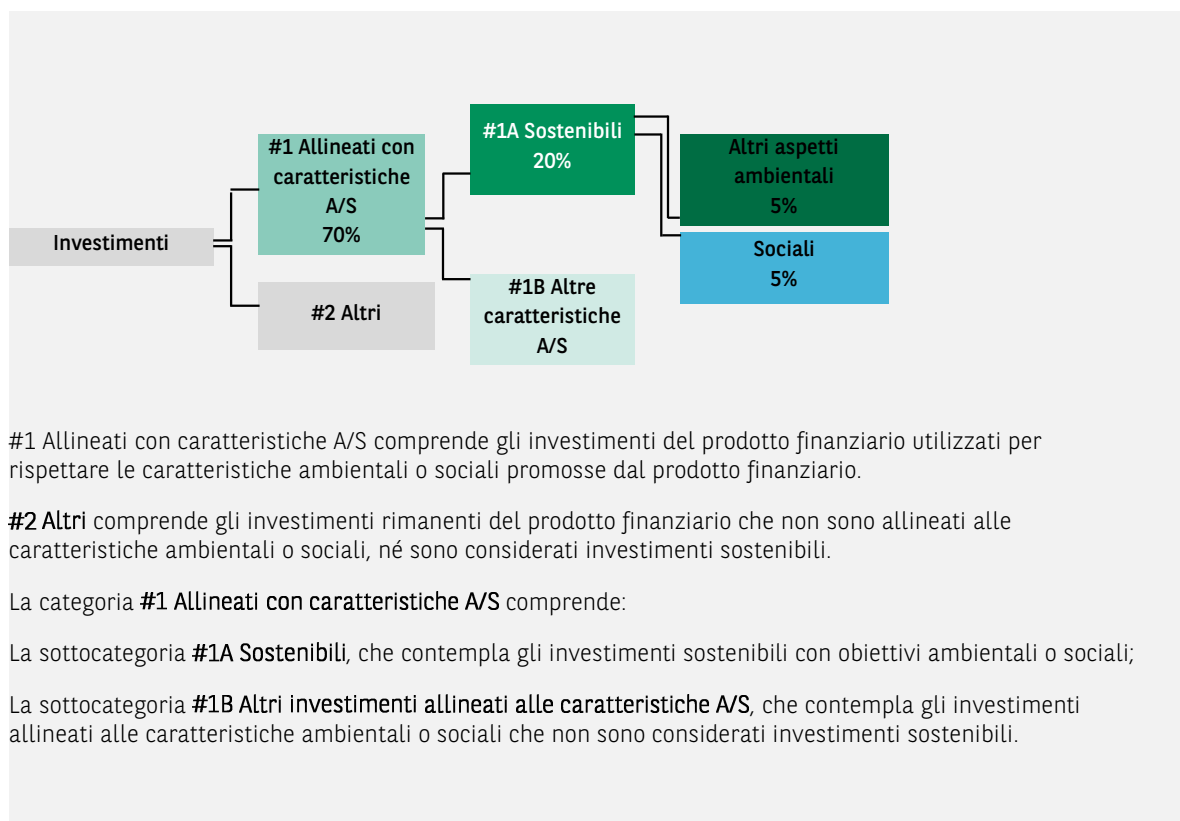 Investimenti
#1 Allineati con
caratteristiche
A/S
70%
#2 Altri
#1A Sostenibili
20%
#1B Altre
caratteristiche
A/S
Altri aspetti
ambientali
5%
Sociali
5%
#1 Allineati con caratteristiche A/S comprende gli investimenti del prodotto finanziario utilizzati per
rispettare le caratteristiche ambientali o sociali promosse dal prodotto finanziario.
#2 Altri comprende gli investimenti rimanenti del prodotto finanziario che non sono allineati alle
caratteristiche ambientali o sociali, né sono considerati investimenti sostenibili.
La categoria #1 Allineati con caratteristiche A/S comprende:
La sottocategoria #1A Sostenibili, che contempla gli investimenti sostenibili con obiettivi ambientali o sociali;
La sottocategoria #1B Altri investimenti allineati alle caratteristiche A/S, che contempla gli investimenti
allineati alle caratteristiche ambientali o sociali che non sono considerati investimenti sostenibili.